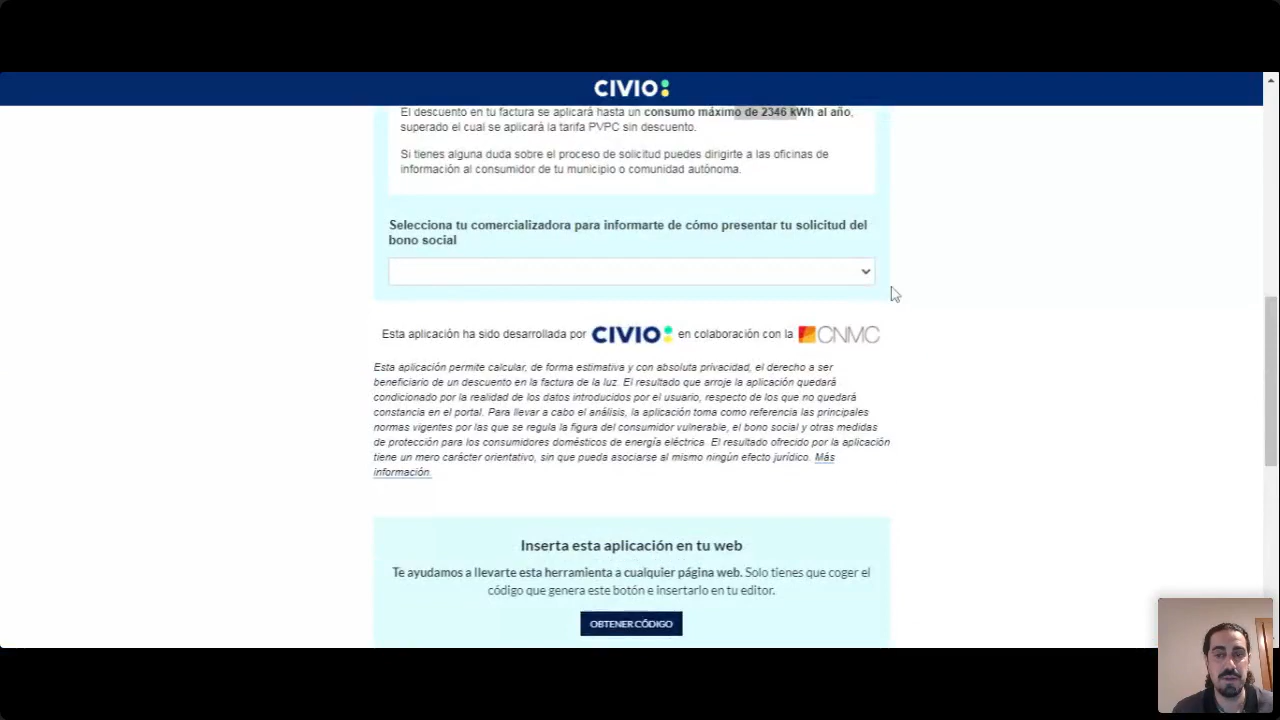 CIVIO
El descuento en tu factura se aplicará hasta un consumo máximo de 2346 kWh al año,
superado el cual se aplicará la tarifa PVPC sin descuento.
Si tienes alguna duda sobre el proceso de solicitud puedes dirigirte a las oficinas de
información al consumidor de tu municipio o comunidad autónoma.
Selecciona tu comercializadora para informarte de cómo presentar tu solicitud del
bono social
Esta aplicación ha sido desarrollada por CIVIO en colaboración con la CNMC
Esta aplicación permite calcular, de forma estimativa y con absoluta privacidad, el derecho a ser
beneficiario de un descuento en la factura de la luz. El resultado que arroje la aplicación quedará
condicionado por la realidad de los datos introducidos por el usuario, respecto de los que no quedará
constancia en el portal. Para llevar a cabo el análisis, la aplicación toma como referencia las principales
normas vigentes por las que se regula la figura del consumidor vulnerable, el bono social y otras medidas
de protección para los consumidores domésticos de energía eléctrica. El resultado ofrecido por la aplicación
tiene un mero carácter orientativo, sin que pueda asociarse al mismo ningún efecto jurídico. Más
información.
Inserta esta aplicación en tu web
Te ayudamos a llevarte esta herramienta a cualquier página web. Solo tienes que coger el
código que genera este botón e insertarlo en tu editor.
OBTENER CÓDIGO